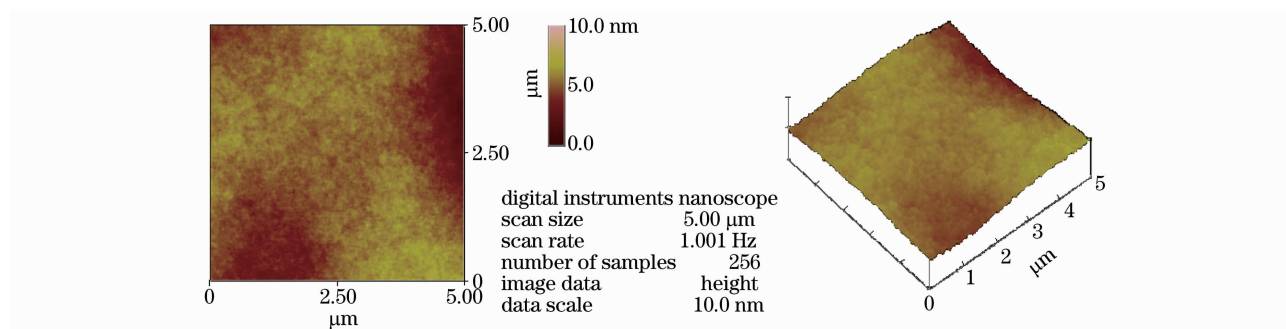 5.00
2.50
0
0
2.50
5.00
μm
μm
10.0 nm
5.0
0.0
digital instruments nanoscope
scan size 5.00 μm
scan rate 1.001 Hz
number of samples 256
image data height
data scale 10.0 nm
5
4
3
2
1
0
μm